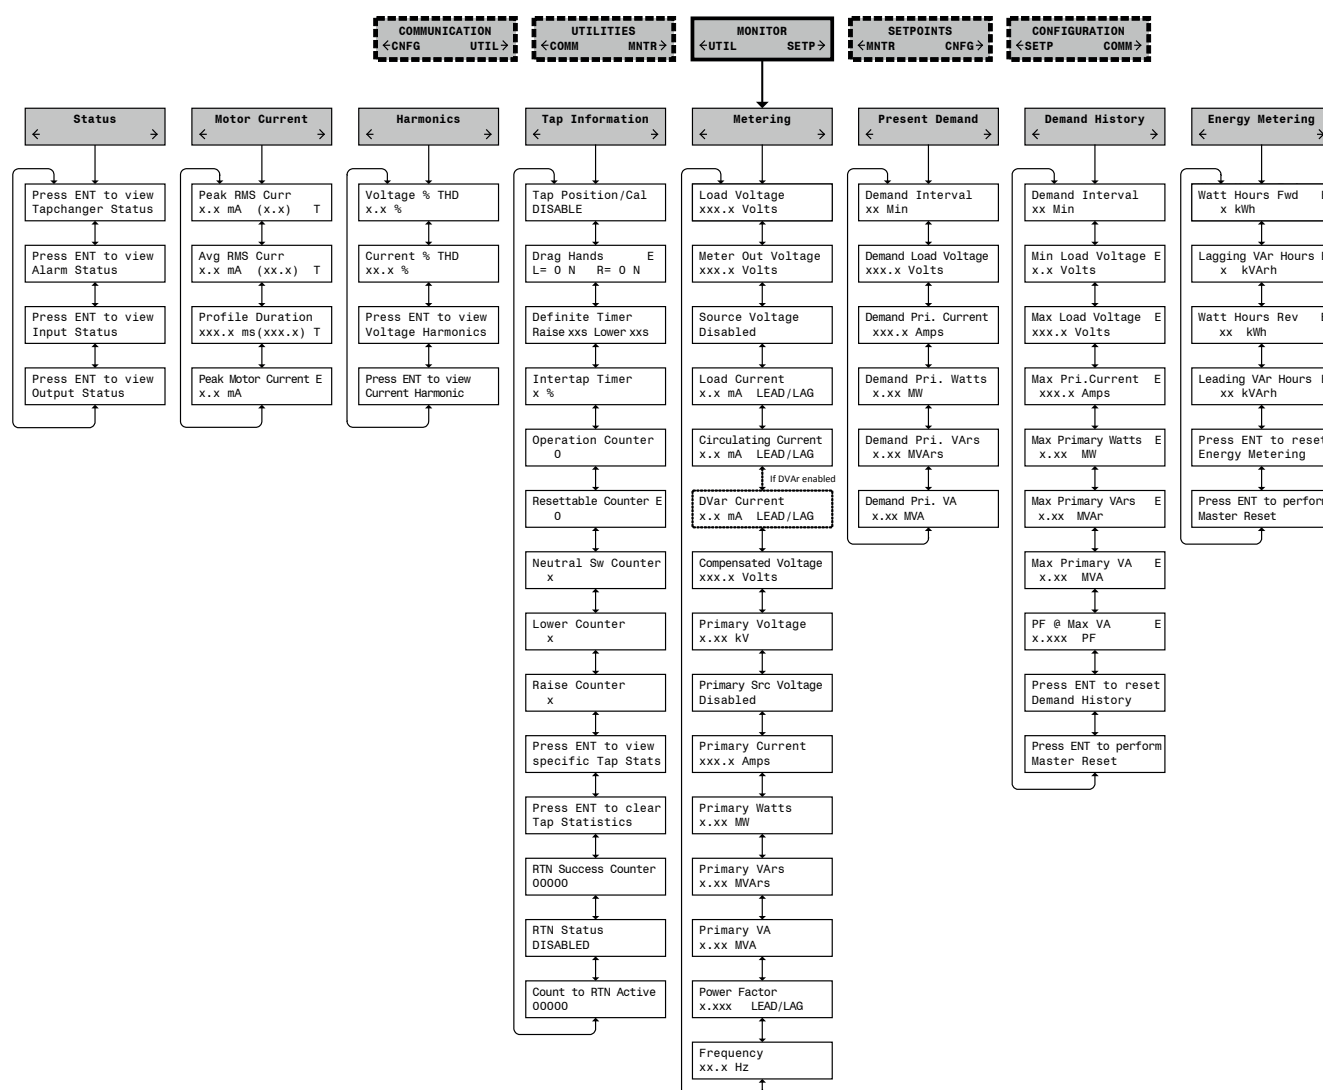 COMMUNICATION
←CNFG UTIL→
UTILITIES
←COMM MNTR→
MONITOR
←UTIL SETP→
SETPOINTS
←MNTR CNFG→
CONFIGURATION
←SETP COMM→
Status
← →
Press ENT to view
Tapchanger Status
Press ENT to view
Alarm Status
Press ENT to view
Input Status
Press ENT to view
Output Status
Motor Current
← →
Peak RMS Curr
x.x mA (x.x) T
Avg RMS Curr
x.x mA (xx.x) T
Profile Duration
xxx.x ms(xxx.x) T
Peak Motor Current E
x.x mA
Harmonics
← →
Voltage % THD
x.x %
Current % THD
xx.x %
Press ENT to view
Voltage Harmonics
Press ENT to view
Current Harmonic
Tap Information
← →
Tap Position/Cal
DISABLE
Drag Hands E
L= 0 N R= 0 N
Definite Timer
Raise xxs Lower xxs
Intertap Timer
x %
Operation Counter
0
Resettable Counter E
0
Neutral Sw Counter
x
Lower Counter
x
Raise Counter
x
Press ENT to view
specific Tap Stats
Press ENT to clear
Tap Statistics
RTN Success Counter
00000
RTN Status
DISABLED
Count to RTN Active
00000
Metering
← →
Load Voltage
xxx.x Volts
Meter Out Voltage
xxx.x Volts
Source Voltage
Disabled
Load Current
x.x mA LEAD/LAG
Circulating Current
x.x mA LEAD/LAG
If DVAr enabled
DVar Current
x.x mA LEAD/LAG
Compensated Voltage
xxx.x Volts
Primary Voltage
x.xx kV
Primary Src Voltage
Disabled
Primary Current
xxx.x Amps
Primary Watts
x.xx MW
Primary VArs
x.xx MVArs
Primary VA
x.xx MVA
Power Factor
x.xxx LEAD/LAG
Frequency
xx.x Hz
Present Demand
← →
Demand Interval
xx Min
Demand Load Voltage
xxx.x Volts
Demand Pri. Current
xxx.x Amps
Demand Pri. Watts
x.xx MW
Demand Pri. VArs
x.xx MVArs
Demand Pri. VA
x.xx MVA
Demand History
← →
Demand Interval
xx Min
Min Load Voltage E
x.x Volts
Max Load Voltage E
xxx.x Volts
Max Pri.Current E
xxx.x Amps
Max Primary Watts E
x.xx MW
Max Primary VArs E
x.xx MVAr
Max Primary VA E
x.xx MVA
PF @ Max VA E
x.xxx PF
Press ENT to reset
Demand History
Press ENT to perform
Master Reset
Energy Metering
← →
Watt Hours Fwd
x kWh
Lagging VAr Hours
x kVArh
Watt Hours Rev
xx kWh
Leading VAr Hours
xx kVArh
Press ENT to reset
Energy Metering
Press ENT to perform
Master Reset